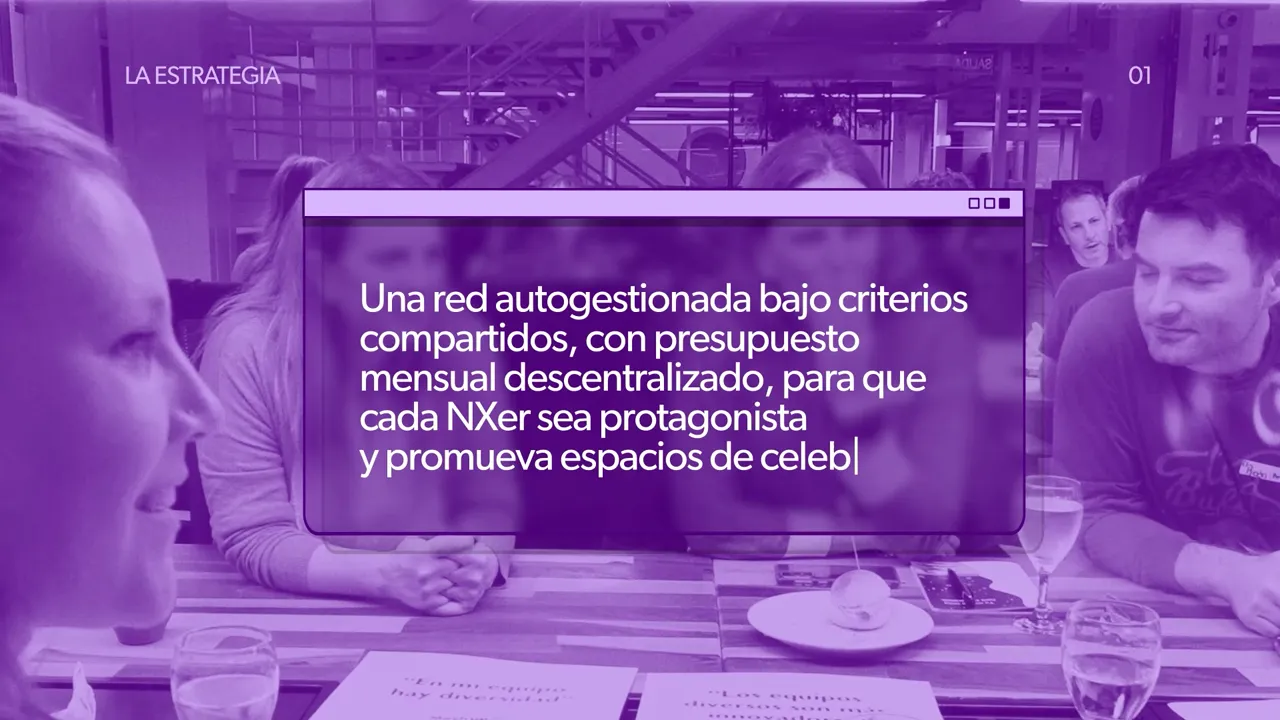 LA ESTRATEGIA
01
Una red autogestionada bajo criterios
compartidos, con presupuesto
mensual descentralizado, para que
cada NXer sea protagonista
y promueva espacios de celeb
"En mi equipo
hay diversidad"
"Los equipos
diversos son más